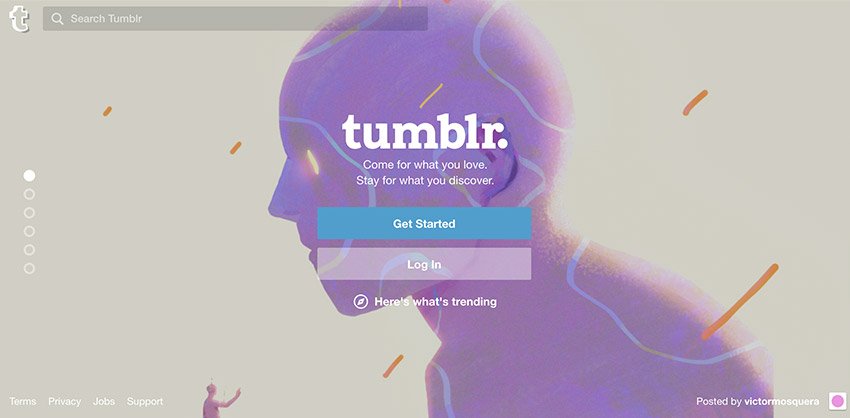 t
Search Tumblr
tumblr.
Come for what you love.
Stay for what you discover.
Get Started
Log In
Here's what's trending
Terms Privacy Jobs Support
Posted by victormosquera